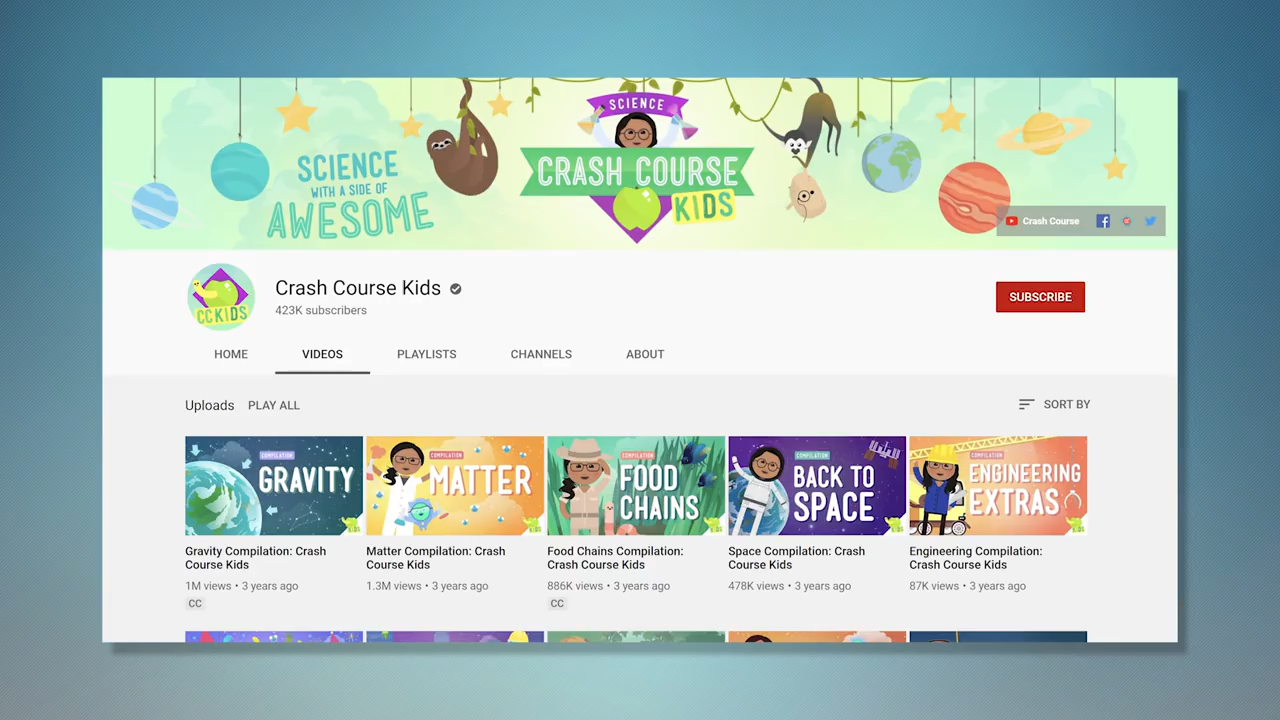 SCIENCE
CRASH COURSE
KIDS
SCIENCE
WITH A SIDE OF
AWESOME
Crash Course
CC KIDS
Crash Course Kids
423K subscribers
SUBSCRIBE
HOME VIDEOS PLAYLISTS CHANNELS ABOUT
Uploads PLAY ALL SORT BY
COMPILATION
GRAVITY
COMPILATION
MATTER
COMPILATION
FOOD
CHAINS
COMPILATION
BACK TO
SPACE
COMPILATION
ENGINEERING
EXTRAS
Gravity Compilation: Crash
Course Kids
1M views • 3 years ago
CC
Matter Compilation: Crash
Course Kids
1.3M views • 3 years ago
Food Chains Compilation:
Crash Course Kids
886K views • 3 years ago
CC
Space Compilation: Crash
Course Kids
478K views • 3 years ago
Engineering Compilation:
Crash Course Kids
87K views • 3 years ago